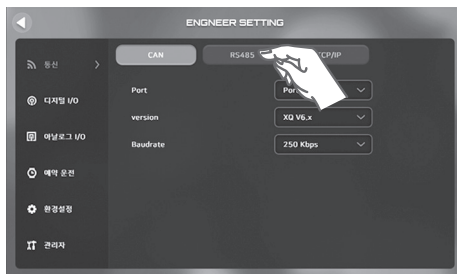 ENGNEER SETTING
통신
디지털 I/O
아날로그 I/O
예약 운전
환경설정
관리자
CAN
RS485
TCP/IP
Port
version
XQ V6.x
Baudrate
250 Kbps